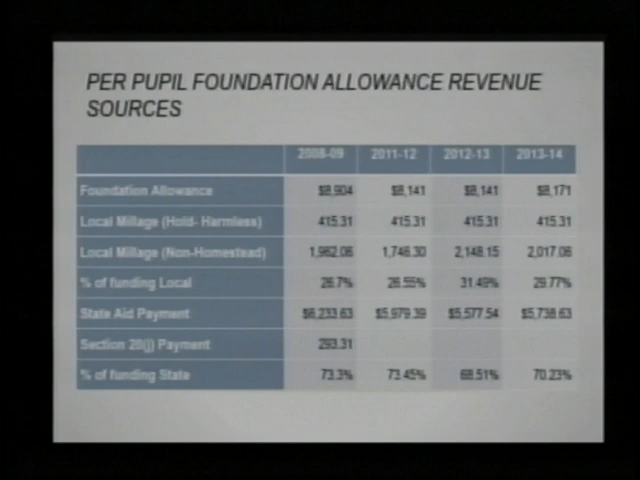 PER PUPIL FOUNDATION ALLOWANCE REVENUE
SOURCES
2008-09 2011-12 2012-13 2013-14
Foundation Allowance $8,904 $8,141 $8,141 $8,171
Local Millage (Hold- Harmless) 415.31 415.31 415.31 415.31
Local Millage (Non-Homestead) 1,962.06 1,746.30 2,148.15 2,017.06
% of funding Local 26.7% 26.55% 31.49% 29.77%
State Aid Payment $6,233.63 $5,979.39 $5,577.54 $5,738.63
Section 20(j) Payment 293.31
% of funding State 73.3% 73.45% 68.51% 70.23%